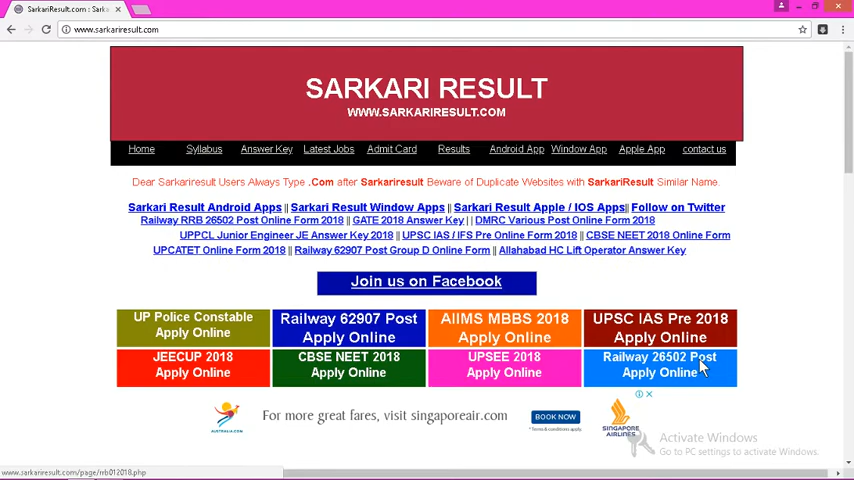 SarkariResult.com : Sarka
www.sarkariresult.com
SARKARI RESULT
WWW.SARKARIRESULT.COM
Home Syllabus Answer Key Latest Jobs Admit Card Results Android App Window App Apple App contact us
Dear Sarkariresult Users Always Type .Com after Sarkariresult Beware of Duplicate Websites with SarkariResult Similar Name.
Sarkari Result Android Apps || Sarkari Result Window Apps || Sarkari Result Apple / IOS Apps|| Follow on Twitter
Railway RRB 26502 Post Online Form 2018 || GATE 2018 Answer Key | | DMRC Various Post Online Form 2018
UPPCL Junior Engineer JE Answer Key 2018 || UPSC IAS / IFS Pre Online Form 2018 || CBSE NEET 2018 Online Form
UPCATET Online Form 2018 || Railway 62907 Post Group D Online Form || Allahabad HC Lift Operator Answer Key
Join us on Facebook
UP Police Constable Railway 62907 Post AIIMS MBBS 2018 UPSC IAS Pre 2018
Apply Online Apply Online Apply Online Apply Online
JEECUP 2018 CBSE NEET 2018 UPSEE 2018 Railway 26502 Post
Apply Online Apply Online Apply Online Apply Online
For more great fares, visit singaporeair.com BOOK NOW
* Terms & conditions apply.
AUSTRALIA.COM SINGAPORE AIRLINES
Activate Windows
Go to PC settings to activate Windows.
www.sarkariresult.com/page/rrb012018.php